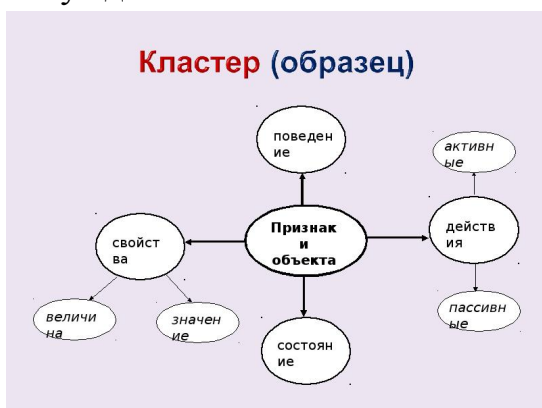 Кластер (образец)
поведен
ие
активн
ые
Признак
и
объекта
свойст
ва
действ
ия
величи
на
значен
ие
состоян
ие
пассивн
ые